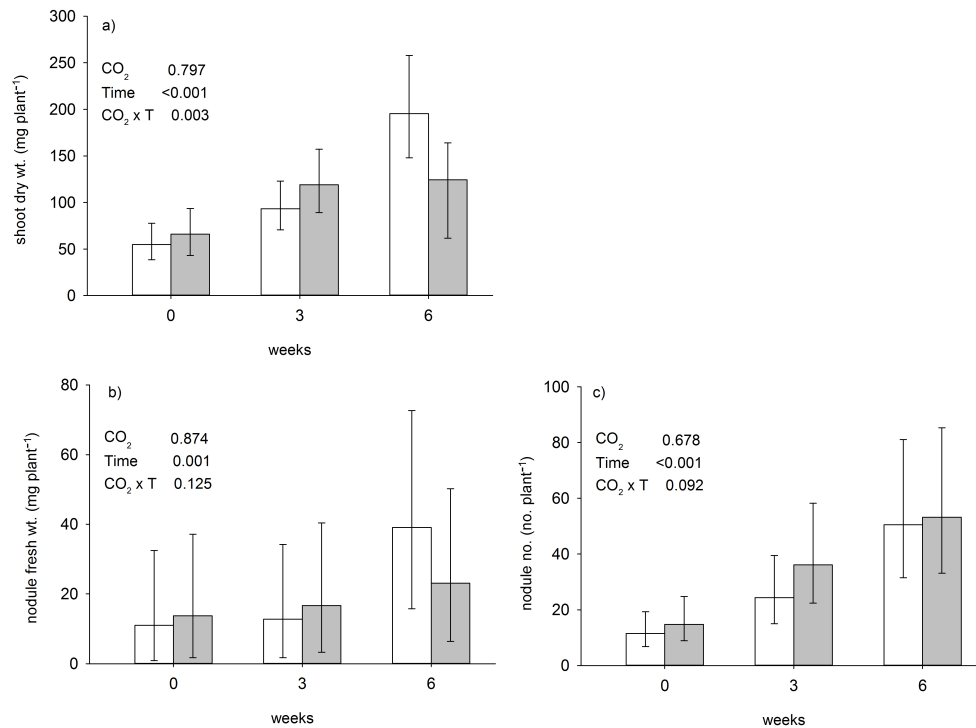 a)
CO₂ 0.797
Time <0.001
CO₂ x T 0.003
shoot dry wt. (mg plant⁻¹)
300
250
200
150
100
50
0
0 3 6
weeks
b)
CO₂ 0.874
Time 0.001
CO₂ x T 0.125
nodule fresh wt. (mg plant⁻¹)
80
60
40
20
0
0 3 6
weeks
c)
CO₂ 0.678
Time <0.001
CO₂ x T 0.092
nodule no. (no. plant⁻¹)
100
80
60
40
20
0
0 3 6
weeks